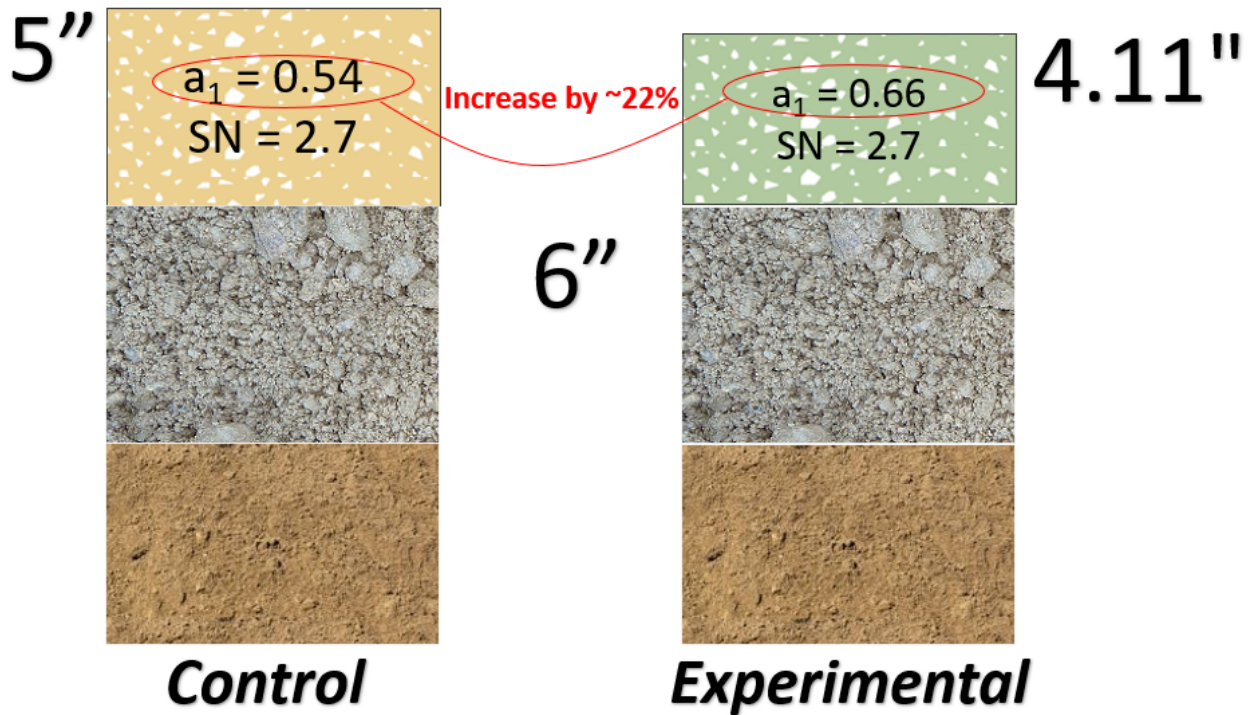 5”
a1 = 0.54
SN = 2.7
Increase by ~22%
a1 = 0.66
SN = 2.7
4.11"
6”
Control
Experimental